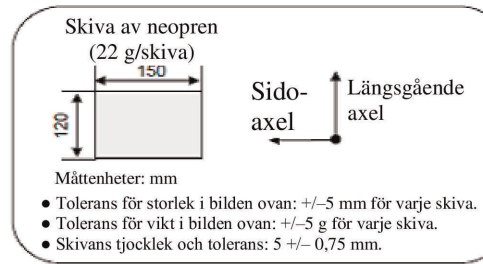 Skiva av neopren
(22 g/skiva)
150
120
Måttenheter: mm
Sido-
axel
Längsgående
axel
● Tolerans för storlek i bilden ovan: +/–5 mm för varje skiva.
● Tolerans för vikt i bilden ovan: +/–5 g för varje skiva.
● Skivans tjocklek och tolerans: 5 +/– 0,75 mm.